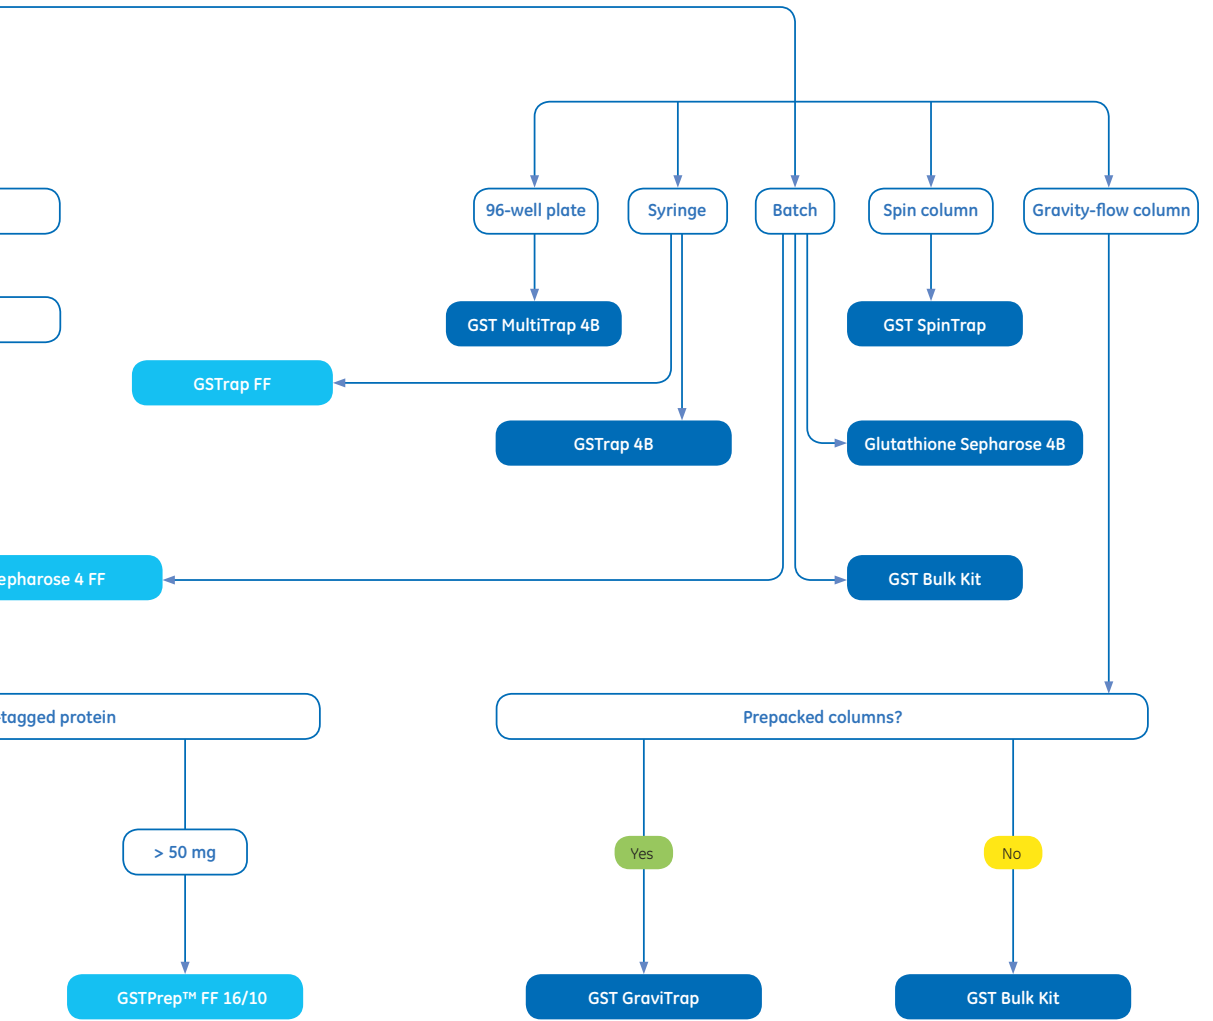 96-well plate
Syringe
Batch
Spin column
Gravity-flow column
GST MultiTrap 4B
GST SpinTrap
GSTrap FF
GSTrap 4B
Glutathione Sepharose 4B
epharose 4 FF
GST Bulk Kit
-tagged protein
Prepacked columns?
> 50 mg
Yes
No
GSTPrep™ FF 16/10
GST GraviTrap
GST Bulk Kit